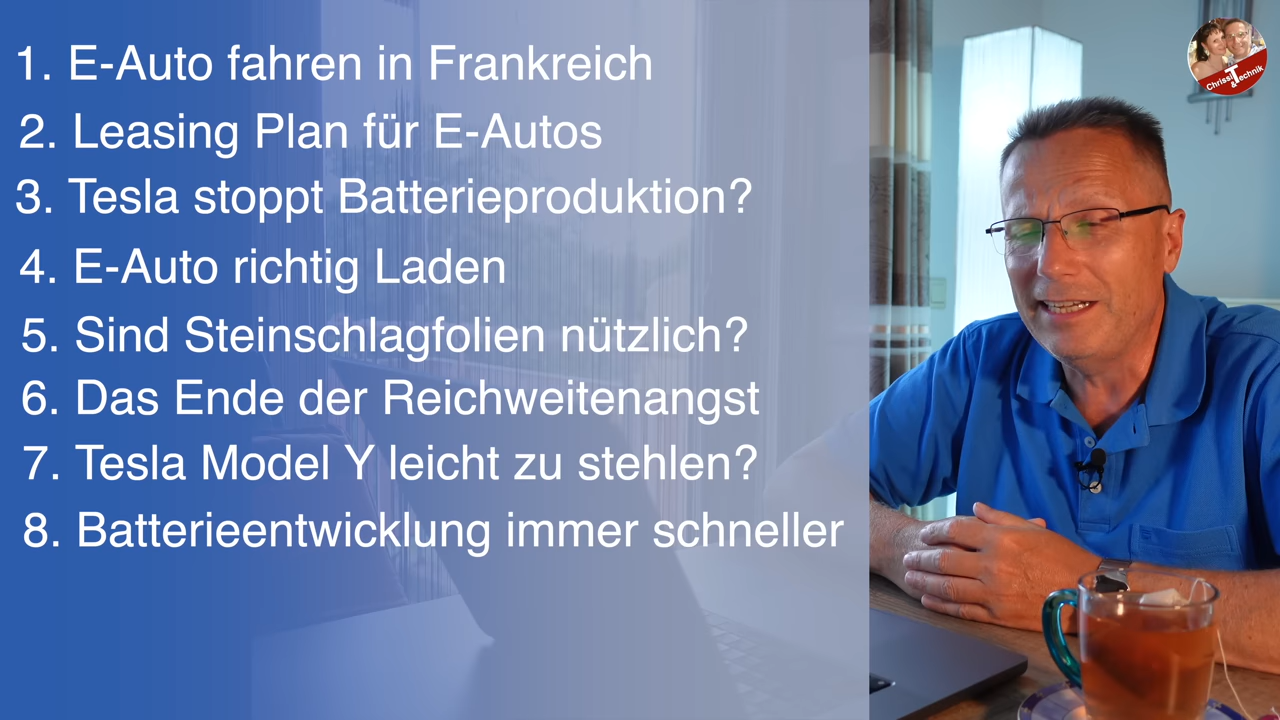 1. E-Auto fahren in Frankreich
2. Leasing Plan für E-Autos
3. Tesla stoppt Batterieproduktion?
4. E-Auto richtig Laden
5. Sind Steinschlagfolien nützlich?
6. Das Ende der Reichweitenangst
7. Tesla Model Y leicht zu stehlen?
8. Batterieentwicklung immer schneller
Chrissi & Technik